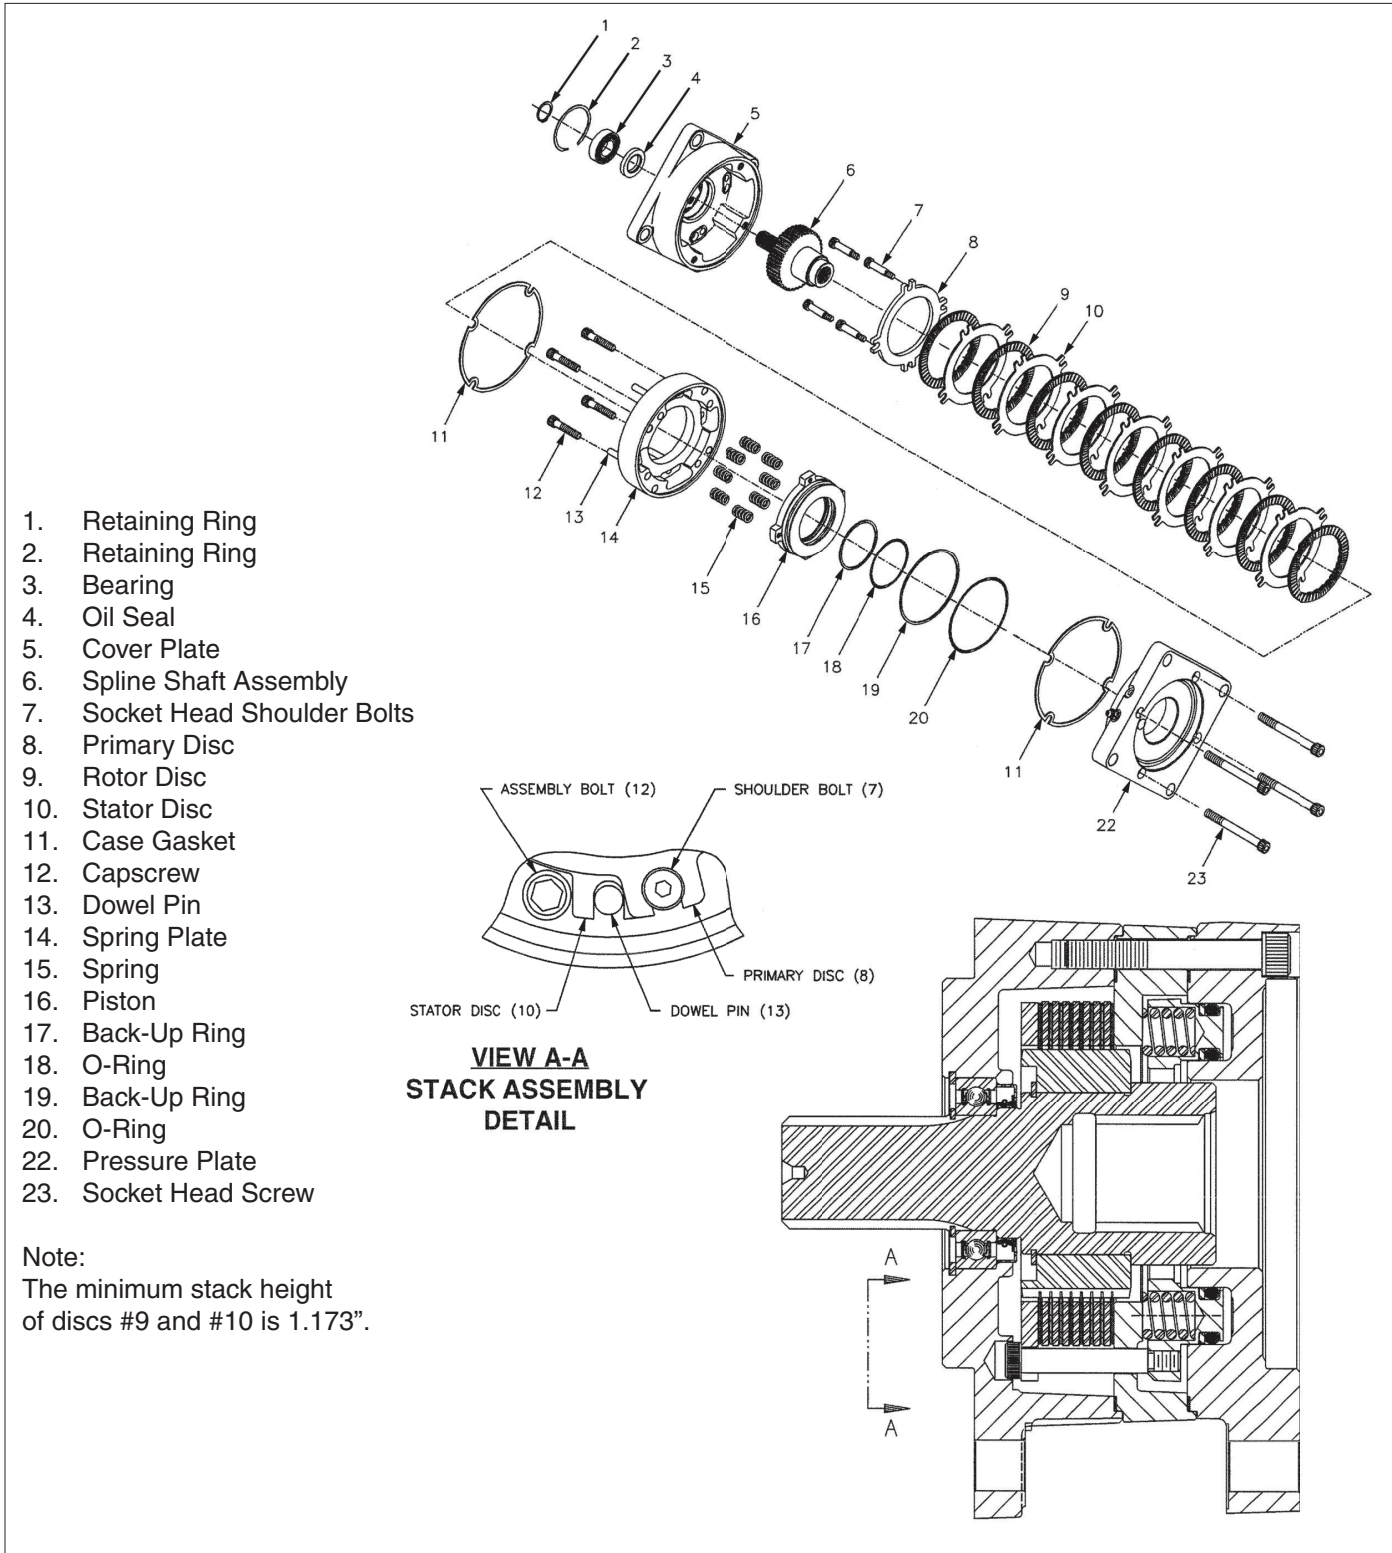 1
2
3
4
5
6
7
8
9
10
11
12
13
14
15
16
17
18
19
20
11
22
23
1. Retaining Ring
2. Retaining Ring
3. Bearing
4. Oil Seal
5. Cover Plate
6. Spline Shaft Assembly
7. Socket Head Shoulder Bolts
8. Primary Disc
9. Rotor Disc
10. Stator Disc
11. Case Gasket
12. Capscrew
13. Dowel Pin
14. Spring Plate
15. Spring
16. Piston
17. Back-Up Ring
18. O-Ring
19. Back-Up Ring
20. O-Ring
22. Pressure Plate
23. Socket Head Screw
Note:
The minimum stack height
of discs #9 and #10 is 1.173”.
ASSEMBLY BOLT (12)
SHOULDER BOLT (7)
PRIMARY DISC (8)
STATOR DISC (10)
DOWEL PIN (13)
VIEW A-A
STACK ASSEMBLY
DETAIL
A
A